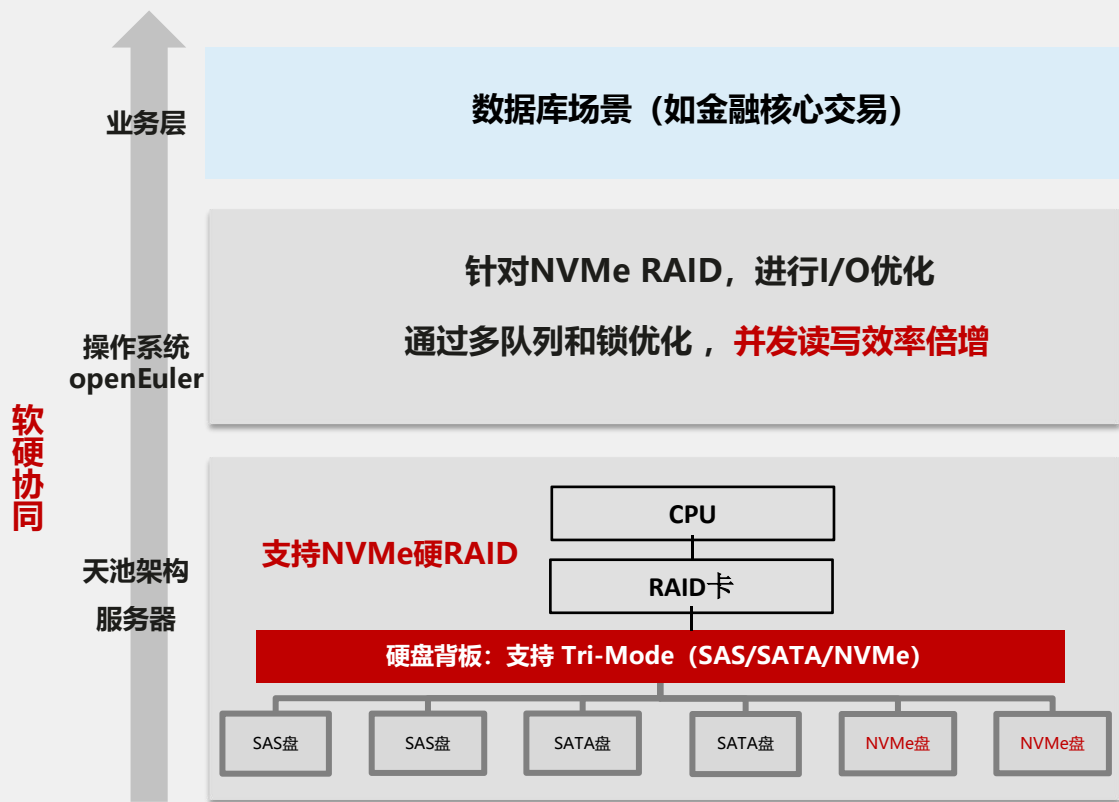 业务层
数据库场景（如金融核心交易）
针对NVMe RAID，进行I/O优化
通过多队列和锁优化 ，并发读写效率倍增
操作系统
openEuler
软硬协同
天池架构
服务器
支持NVMe硬RAID
CPU
RAID卡
硬盘背板：支持 Tri-Mode（SAS/SATA/NVMe）
SAS盘
SAS盘
SATA盘
SATA盘
NVMe盘
NVMe盘